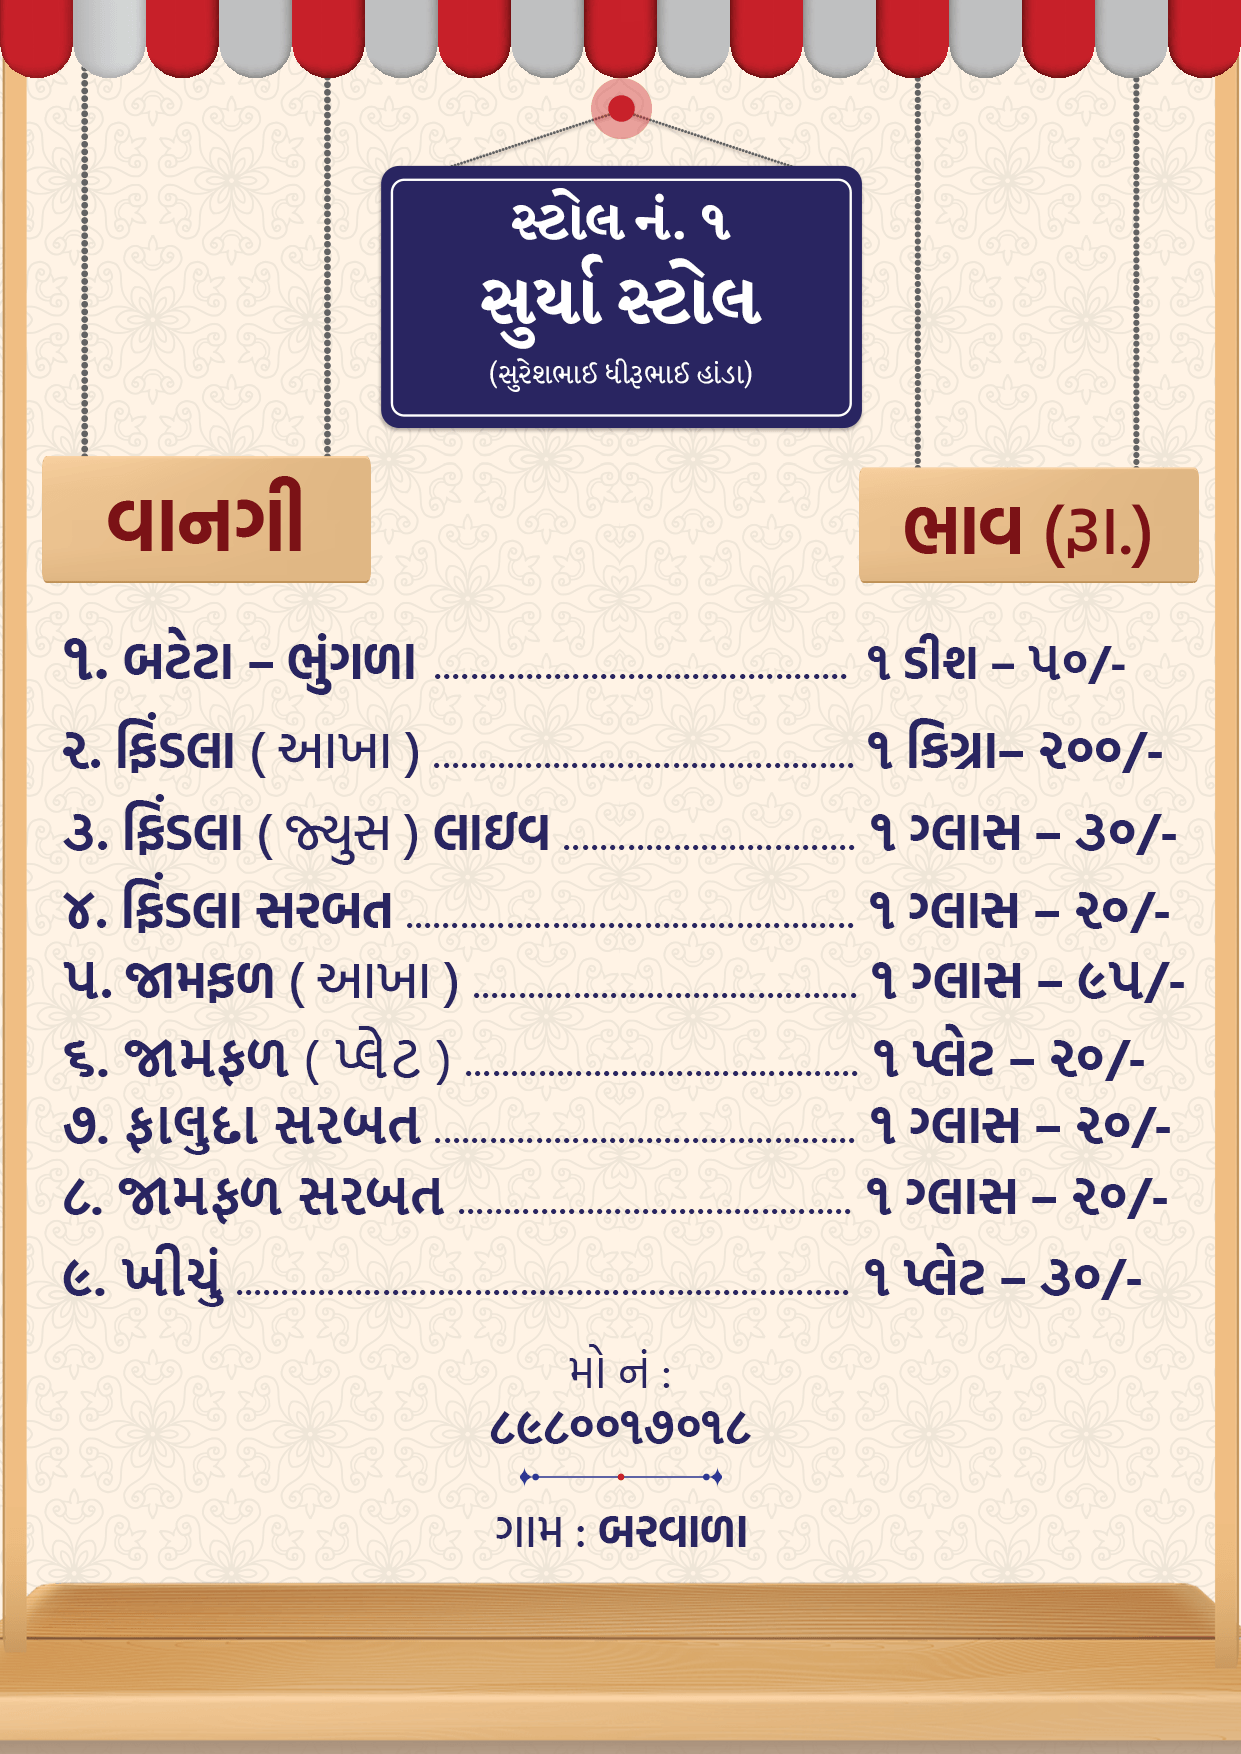 સ્ટોલ નં. ૧
સુર્યા સ્ટોલ
(સુરેશભાઈ ધીરૂભાઈ હાંડા)
વાનગી ભાવ (રૂા.)
૧. બટેટા – ભુંગળા ........................ ૧ ડીશ – ૫૦/-
૨. ફિંડલા ( આખા ) ........................ ૧ કિગ્રા– ૨૦૦/-
૩. ફિંડલા ( જ્યુસ ) લાઈવ ........................ ૧ ગ્લાસ – ૩૦/-
૪. ફિંડલા સરબત ........................ ૧ ગ્લાસ – ૨૦/-
૫. જામફળ ( આખા ) ........................ ૧ ગ્લાસ – ૯૫/-
૬. જામફળ ( પ્લેટ ) ........................ ૧ પ્લેટ – ૨૦/-
૭. ફાલુદા સરબત ........................ ૧ ગ્લાસ – ૨૦/-
૮. જામફળ સરબત ........................ ૧ ગ્લાસ – ૨૦/-
૯. ખીચું ........................ ૧ પ્લેટ – ૩૦/-
મો નં :
૮૯૮૦૦૧૭૦૧૮
ગામ : બરવાળા